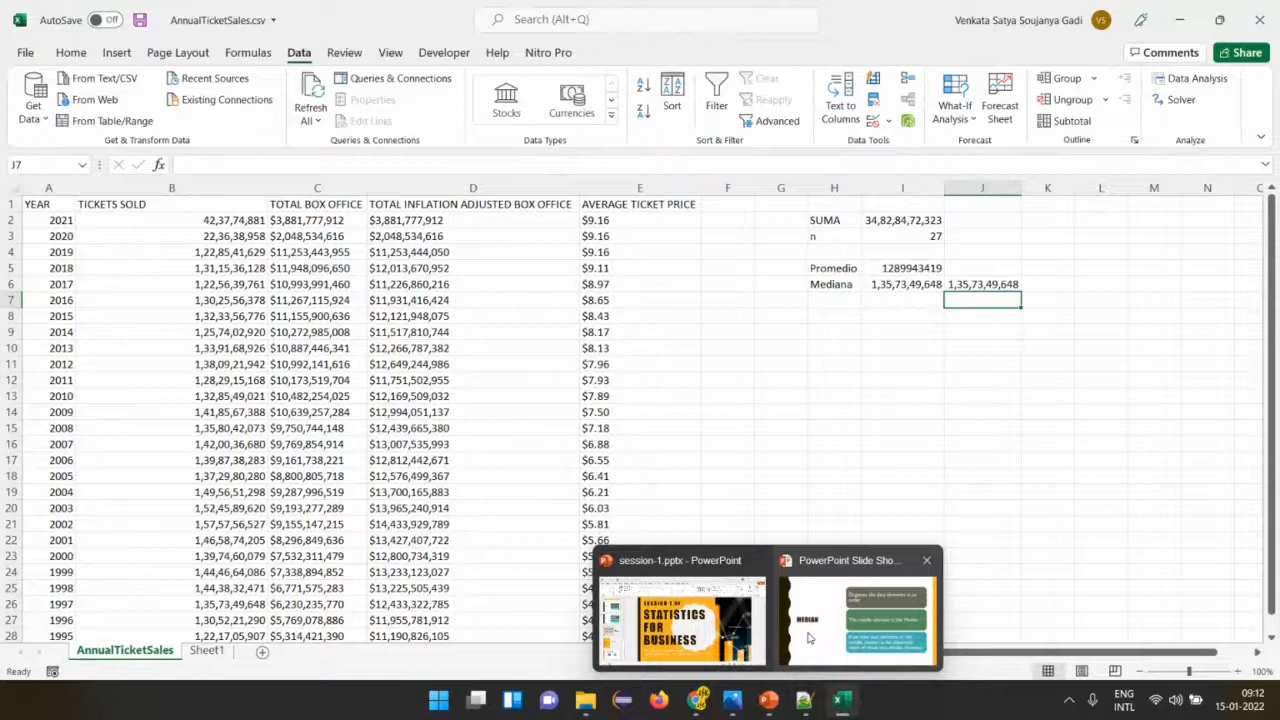 AutoSave Off AnnualTicketSales.csv Search (Alt+Q) Venkata Satya Soujanya Gadi VS
File Home Insert Page Layout Formulas Data Review View Developer Help Nitro Pro Comments Share
Get Data
From Text/CSV
From Web
From Table/Range
Recent Sources
Existing Connections
Get & Transform Data
Refresh All
Queries & Connections
Properties
Edit Links
Queries & Connections
Stocks Currencies
Data Types
Sort Filter
Clear
Reapply
Advanced
Sort & Filter
Text to Columns
Data Tools
What-If Analysis
Forecast Sheet
Forecast
Group
Ungroup
Subtotal
Outline
Data Analysis
Solver
Analyze
J7 fx
A B C D E F G H I J K L M N
1 YEAR TICKETS SOLD TOTAL BOX OFFICE TOTAL INFLATION ADJUSTED BOX OFFICE AVERAGE TICKET PRICE
2 2021 42,37,74,881 $3,881,777,912 $3,881,777,912 $9.16 SUMA 34,82,84,72,323
3 2020 22,36,38,958 $2,048,534,616 $2,048,534,616 $9.16 n 27
4 2019 1,22,85,41,629 $11,253,443,955 $11,253,444,050 $9.16
5 2018 1,31,15,36,128 $11,948,096,650 $12,013,670,952 $9.11 Promedio 1289943419
6 2017 1,22,56,39,761 $10,993,991,460 $11,226,860,216 $8.97 Mediana 1,35,73,49,648 1,35,73,49,648
7 2016 1,30,25,56,378 $11,267,115,924 $11,931,416,424 $8.65
8 2015 1,32,33,56,776 $11,155,900,636 $12,121,948,075 $8.43
9 2014 1,25,74,02,920 $10,272,985,008 $11,517,810,744 $8.17
10 2013 1,33,91,68,926 $10,887,446,341 $12,266,787,382 $8.13
11 2012 1,38,09,21,942 $10,992,141,616 $12,649,244,986 $7.96
12 2011 1,28,29,15,168 $10,173,519,704 $11,751,502,955 $7.93
13 2010 1,32,85,49,021 $10,482,254,025 $12,169,509,032 $7.89
14 2009 1,41,85,67,388 $10,639,257,284 $12,994,051,137 $7.50
15 2008 1,35,80,42,073 $9,750,744,148 $12,439,665,380 $7.18
16 2007 1,42,00,36,680 $9,769,854,914 $13,007,535,993 $6.88
17 2006 1,39,87,38,283 $9,161,738,221 $12,812,442,671 $6.55
18 2005 1,37,29,80,280 $8,800,805,718 $12,576,499,367 $6.41
19 2004 1,49,56,51,298 $9,287,996,519 $13,700,165,883 $6.21
20 2003 1,52,45,89,620 $9,193,277,289 $13,965,240,914 $6.03
21 2002 1,57,57,56,527 $9,155,147,215 $14,433,929,789 $5.81
22 2001 1,46,58,74,205 $8,296,849,636 $13,427,407,722 $5.66
23 2000 1,39,74,60,079 $7,532,311,479 $12,800,734,319
24 1999 1,44,46,64,086 $7,338,894,852 $13,233,123,027
25 1998 1,44,38,32,471 $6,771,575,283 $13,225,505,439
26 1997 1,35,73,49,648 $6,230,235,770 $12,433,322,785
27 1996 1,30,52,21,290 $5,769,078,886 $11,955,781,912
28 $5,314,421,390 $11,190,820,105
session-1.pptx - PowerPoint
PowerPoint Slide Sho...
SESSION 1 OF
STATISTICS
FOR
BUSINESS
MEDIAN
AnnualTicketSales
Ready
100%
ENG
INTL
09:12
15-01-2022